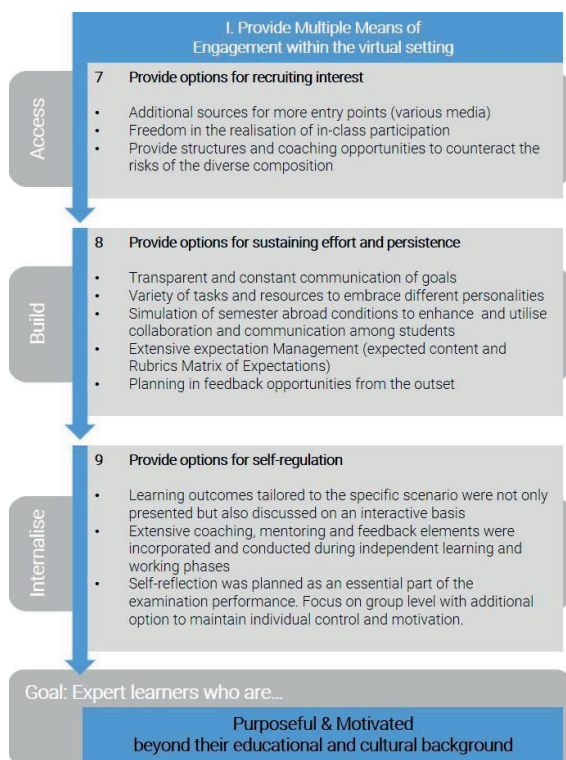 I. Provide Multiple Means of
Engagement within the virtual setting
Access
7 Provide options for recruiting interest
• Additional sources for more entry points (various media)
• Freedom in the realisation of in-class participation
• Provide structures and coaching opportunities to counteract the
risks of the diverse composition
Build
8 Provide options for sustaining effort and persistence
• Transparent and constant communication of goals
• Variety of tasks and resources to embrace different personalities
• Simulation of semester abroad conditions to enhance and utilise
collaboration and communication among students
• Extensive expectation Management (expected content and
Rubrics Matrix of Expectations)
• Planning in feedback opportunities from the outset
Internalise
9 Provide options for self-regulation
• Learning outcomes tailored to the specific scenario were not only
presented but also discussed on an interactive basis
• Extensive coaching, mentoring and feedback elements were
incorporated and conducted during independent learning and
working phases
• Self-reflection was planned as an essential part of the
examination performance. Focus on group level with additional
option to maintain individual control and motivation.
Goal: Expert learners who are...
Purposeful & Motivated
beyond their educational and cultural background